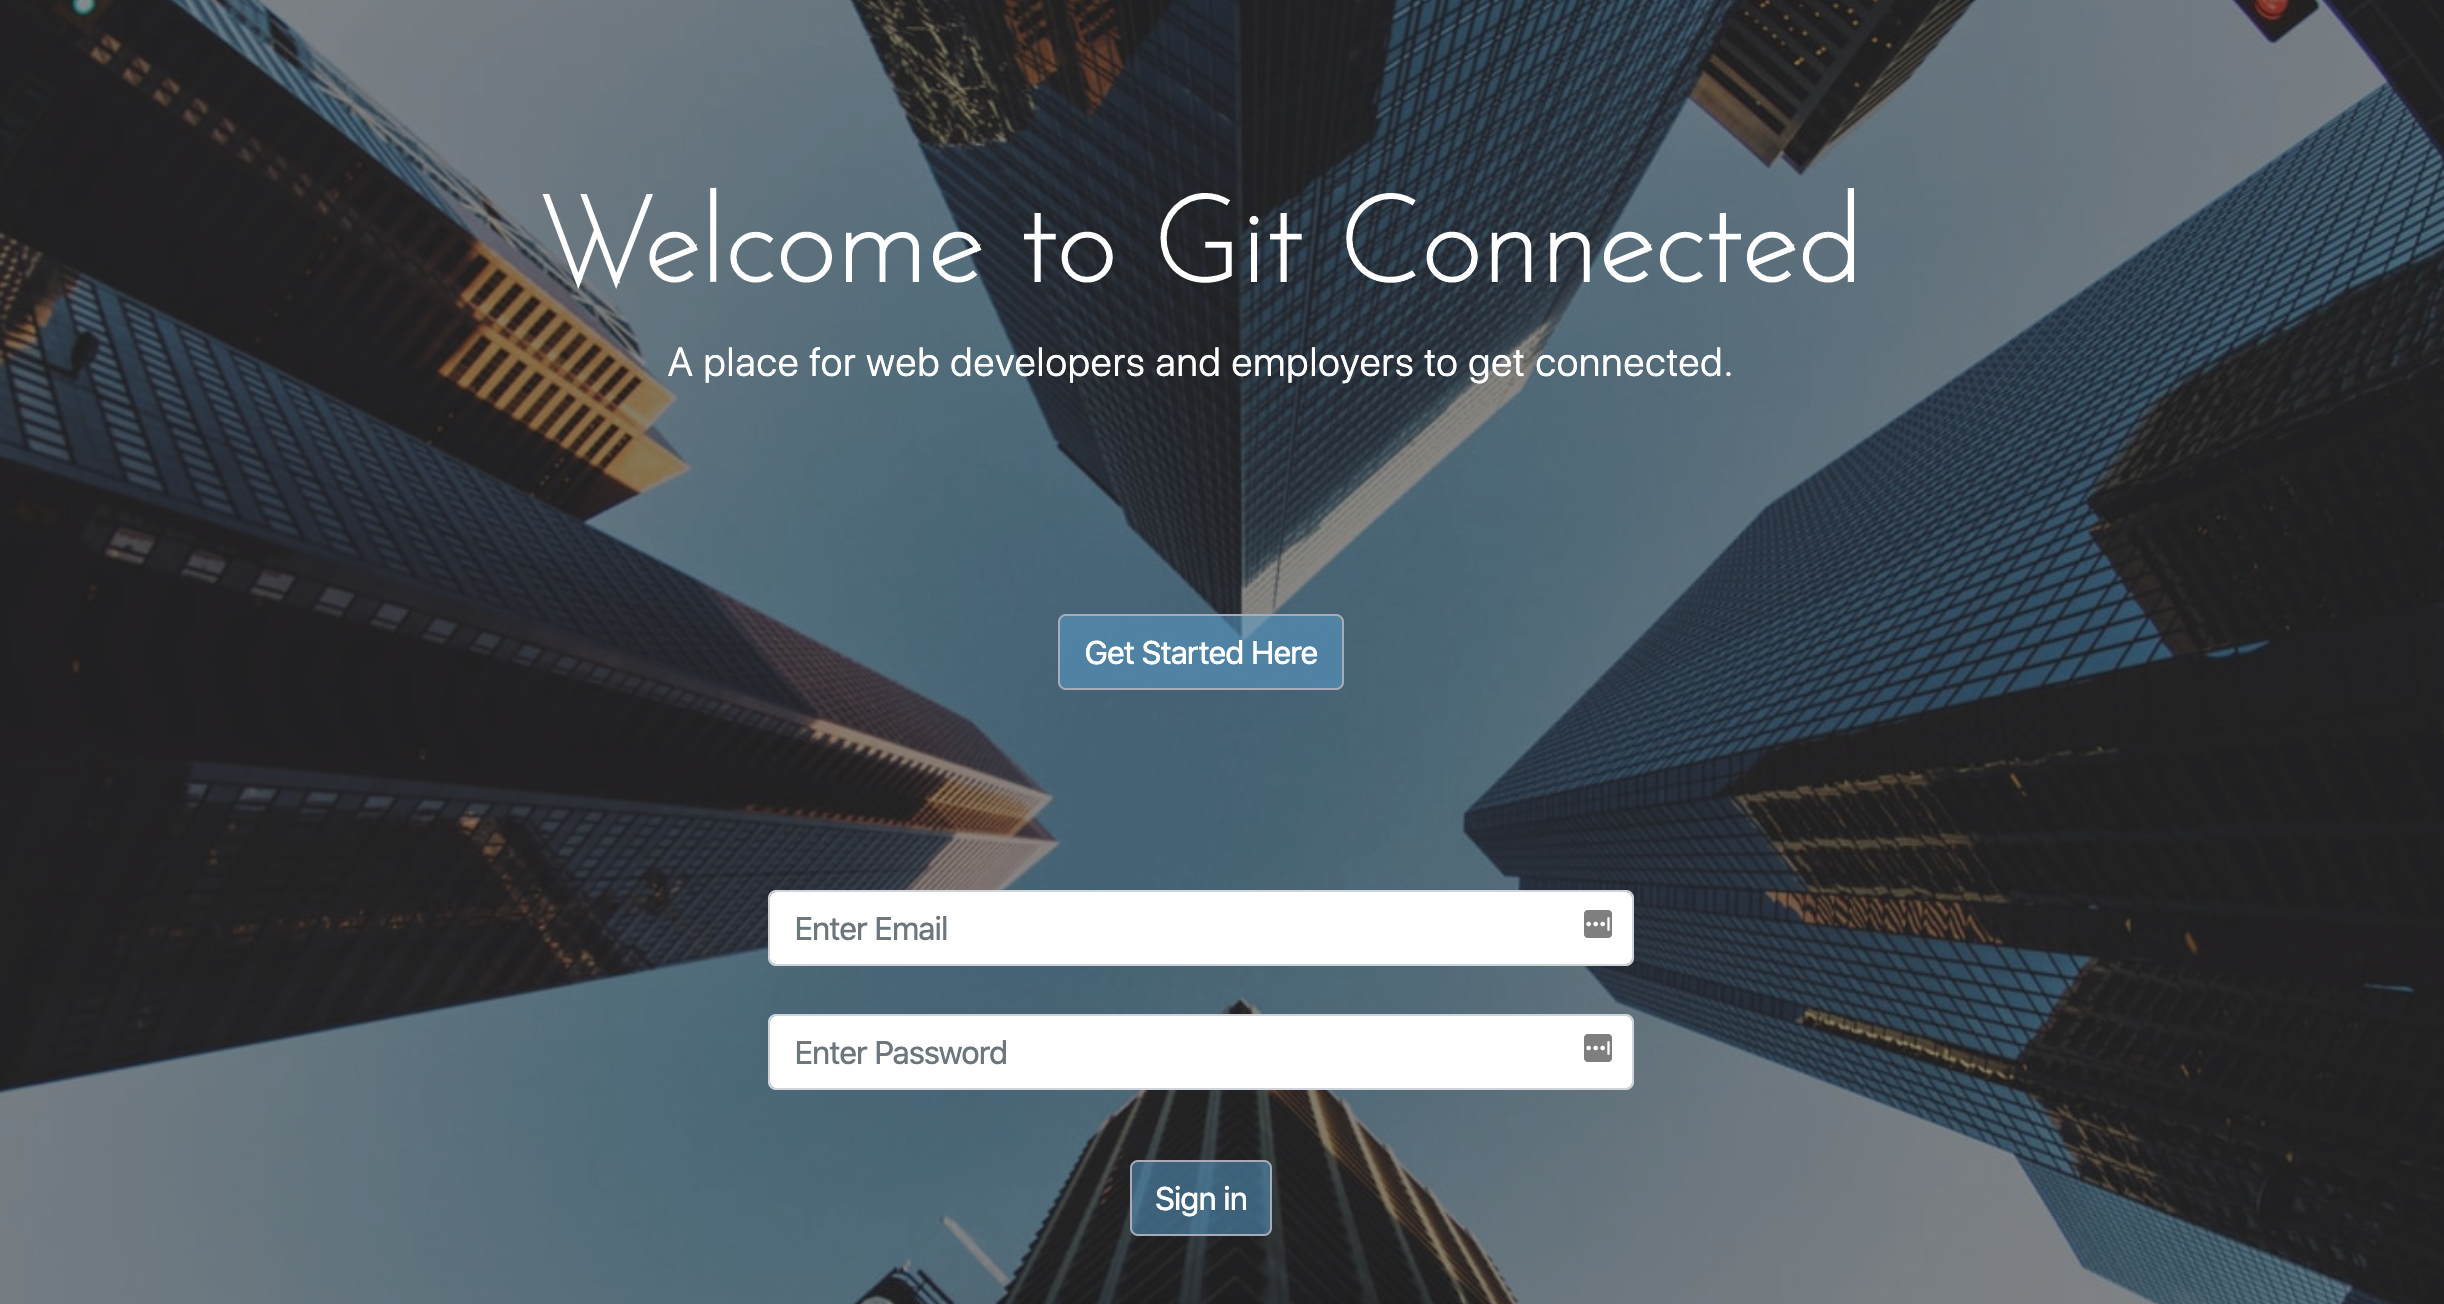 Welcome to Git Connected
A place for web developers and employers to get connected.
Get Started Here
Enter Email
Enter Password
Sign in